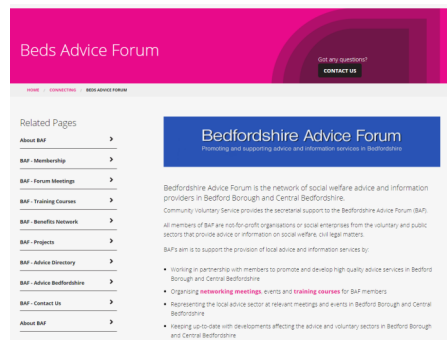 Beds Advice Forum
Got any questions?
CONTACT US
HOME CONNECTING BEDS ADVICE FORUM
Related Pages
About BAF
BAF - Membership
BAF - Forum Meetings
BAF - Training Courses
BAF - Benefits Network
BAF - Projects
BAF - Advice Directory
BAF - Advice Bedfordshire
BAF - Contact Us
About BAF
Bedfordshire Advice Forum
Promoting and supporting advice and information services in Bedfordshire
Bedfordshire Advice Forum is the network of social welfare advice and information
providers in Bedford Borough and Central Bedfordshire.
Community Voluntary Service provides the secretarial support to the Bedfordshire Advice Forum (BAF).
All members of BAF are not-for-profit organisations or social enterprises from the voluntary and public
sectors that provide advice or information on social welfare, civil legal matters.
BAF's aim is to support the provision of local advice and information services by:
Working in partnership with members to promote and develop high quality advice services in Bedford
Borough and Central Bedfordshire
Organising networking meetings, events and training courses for BAF members
Representing the local advice sector at relevant meetings and events in Bedford Borough and Central
Bedfordshire
Keeping up-to-date with developments affecting the advice and voluntary sectors in Bedford Borough
and Central Bedfordshire